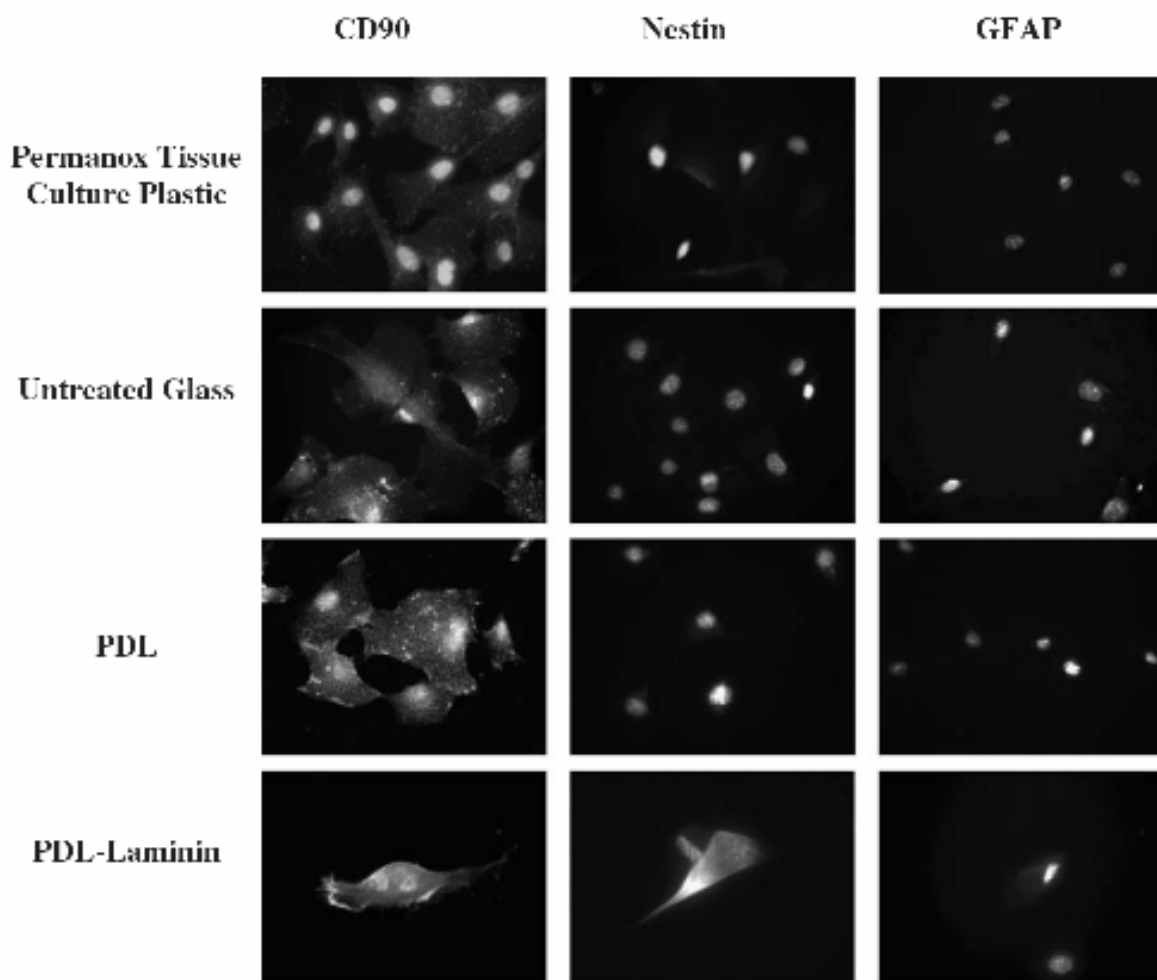 CD90 Nestin GFAP
Permanox Tissue
Culture Plastic
Untreated Glass
PDL
PDL-Laminin